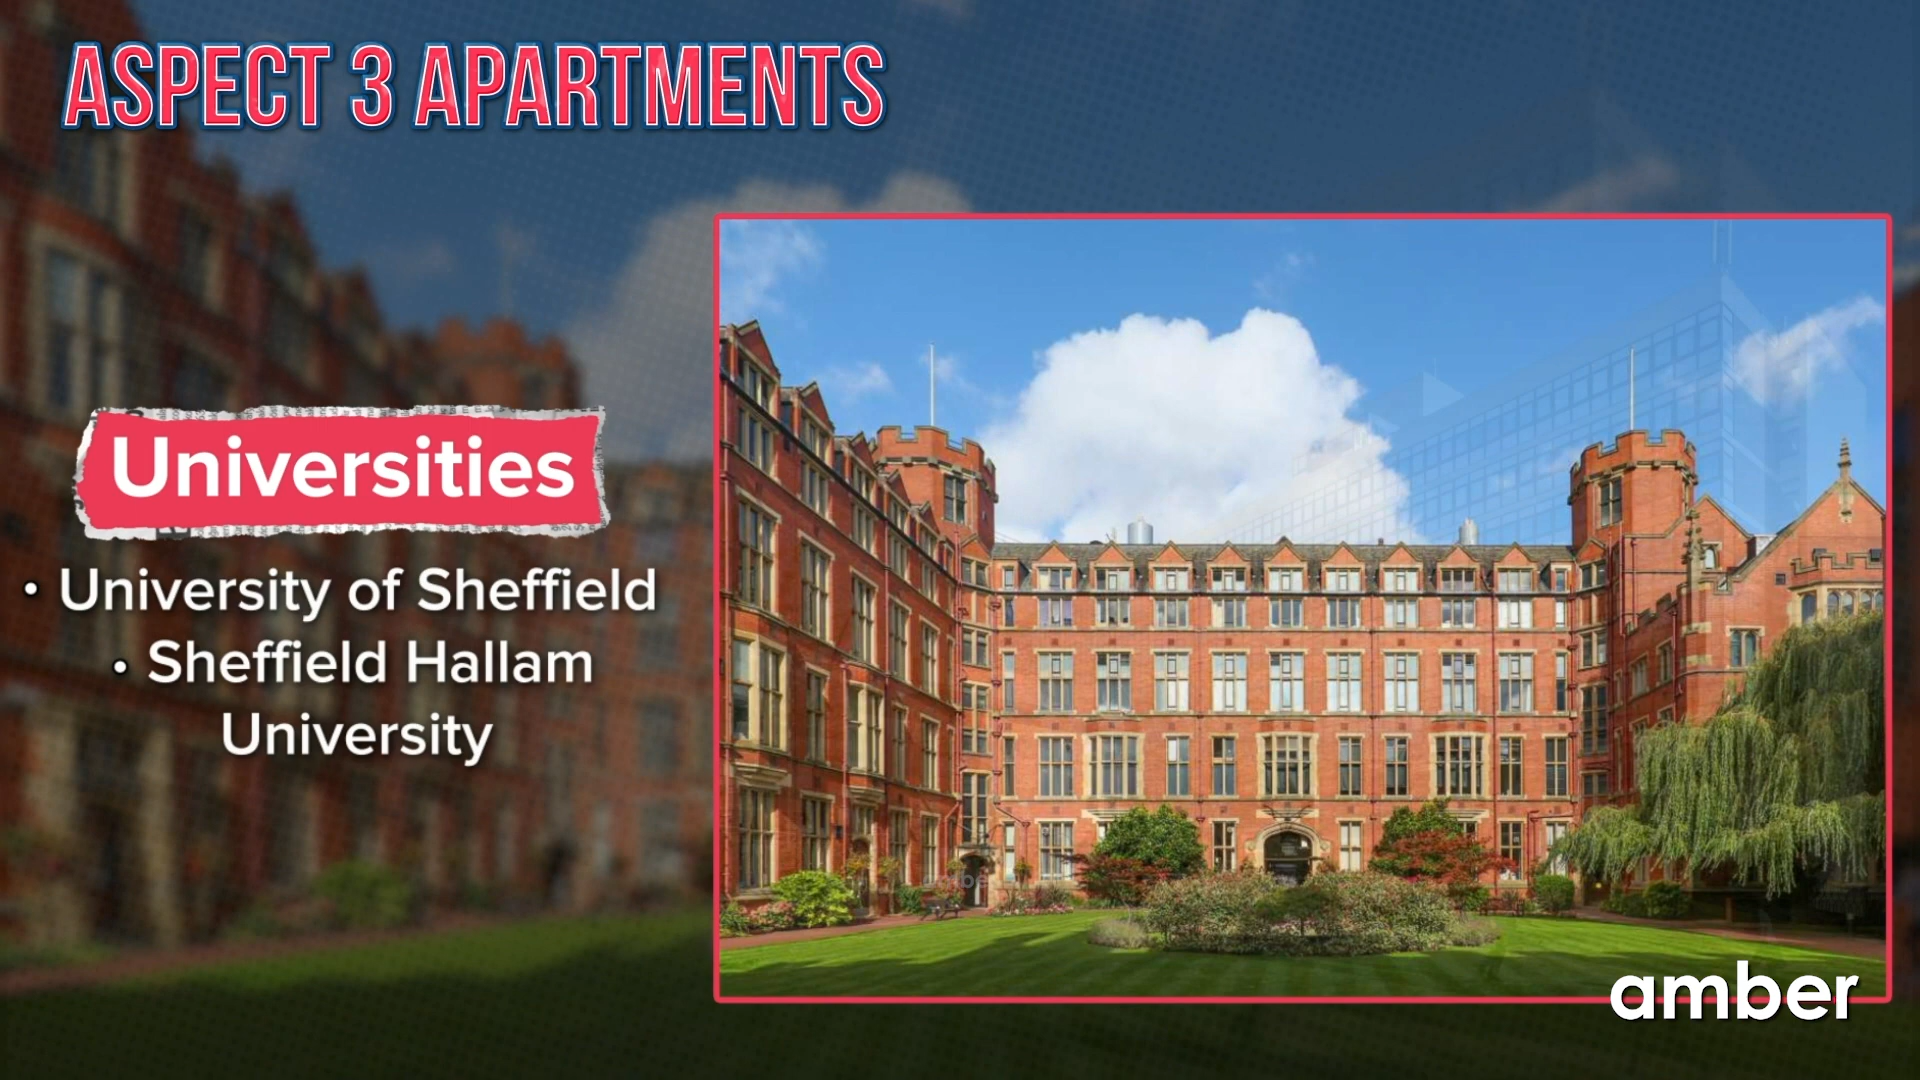 ASPECT 3 APARTMENTS
Universities
• University of Sheffield
• Sheffield Hallam
University
amber